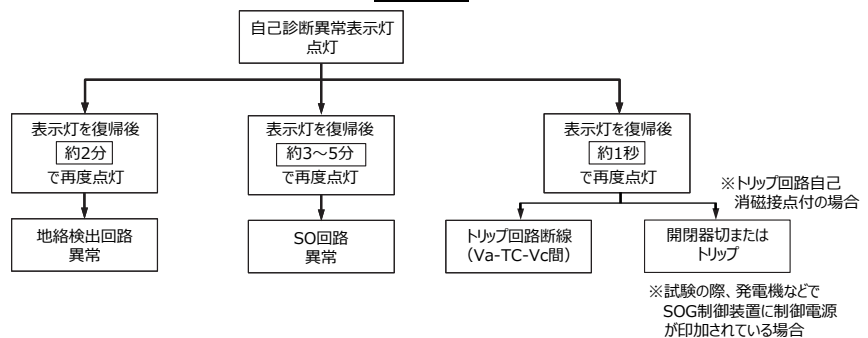 自己診断異常表示灯
点灯
表示灯を復帰後
約2分
で再度点灯
表示灯を復帰後
約3～5分
で再度点灯
表示灯を復帰後
約1秒
で再度点灯
※トリップ回路自己
消磁接点付の場合
地絡検出回路
異常
SO回路
異常
トリップ回路断線
（Va-TC-Vc間）
開閉器切または
トリップ
※試験の際、発電機などで
SOG制御装置に制御電源
が印加されている場合